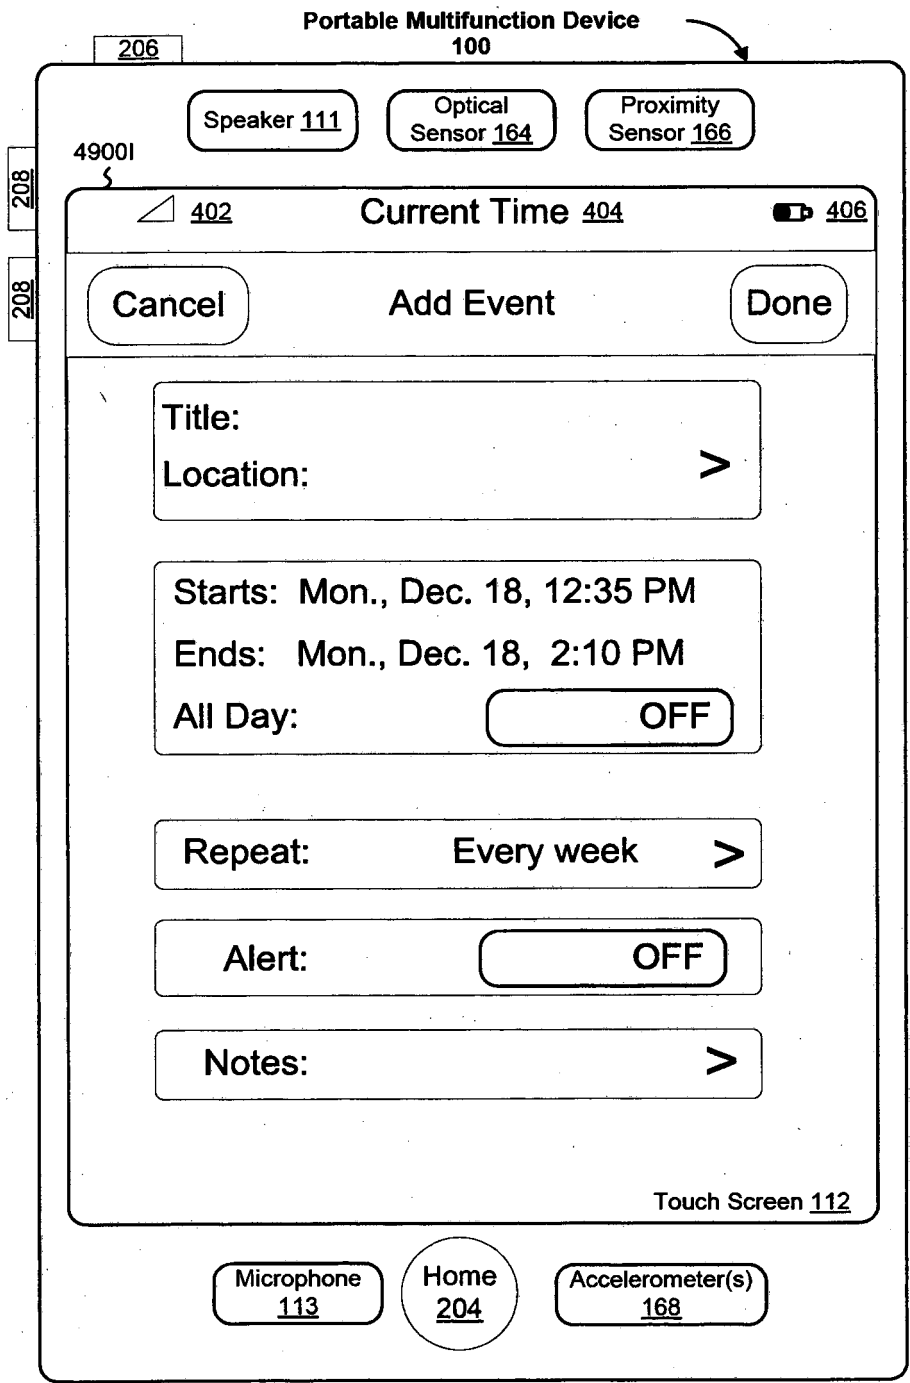 Portable Multifunction Device
100
206
Speaker 111
Optical
Sensor 164
Proximity
Sensor 166
4900I
208
208
402
Current Time 404
406
Cancel
Add Event
Done
Title:
Location:
>
Starts: Mon., Dec. 18, 12:35 PM
Ends: Mon., Dec. 18, 2:10 PM
All Day: OFF
Repeat: Every week >
Alert: OFF
Notes: >
Touch Screen 112
Microphone
113
Home
204
Accelerometer(s)
168